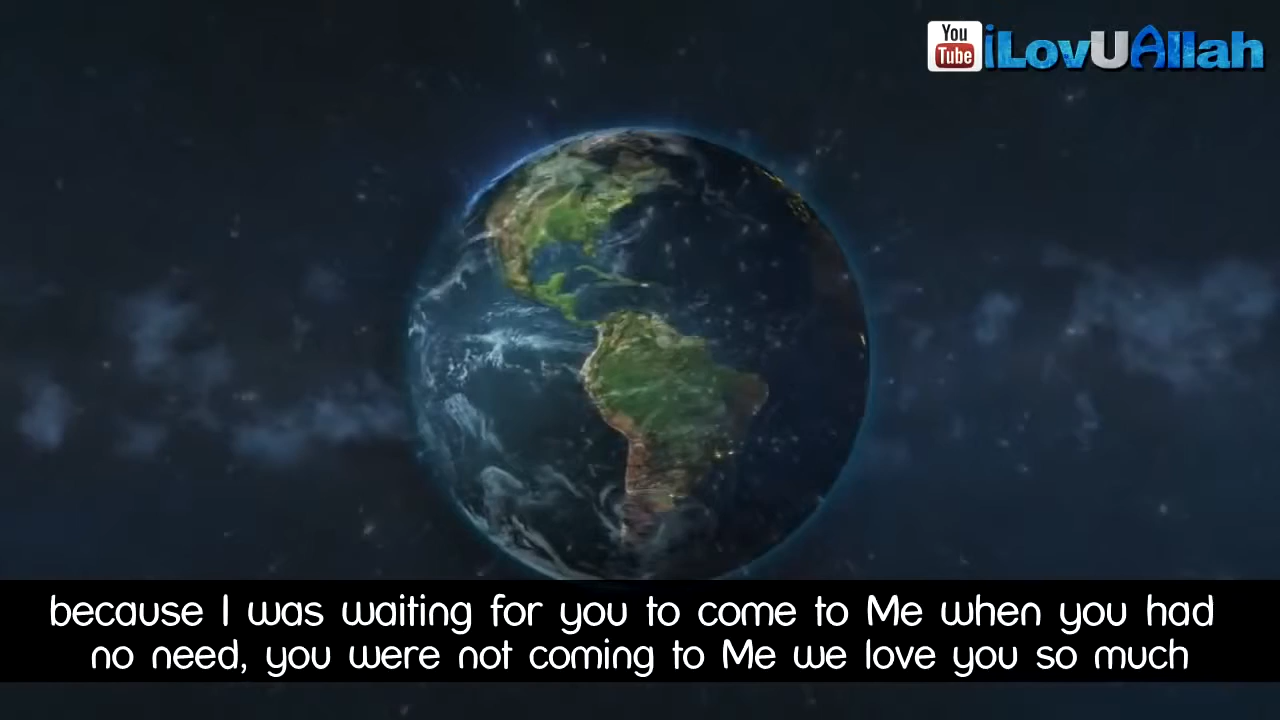 You
Tube
iLovUAllah
because I was waiting for you to come to Me when you had
no need, you were not coming to Me we love you so much